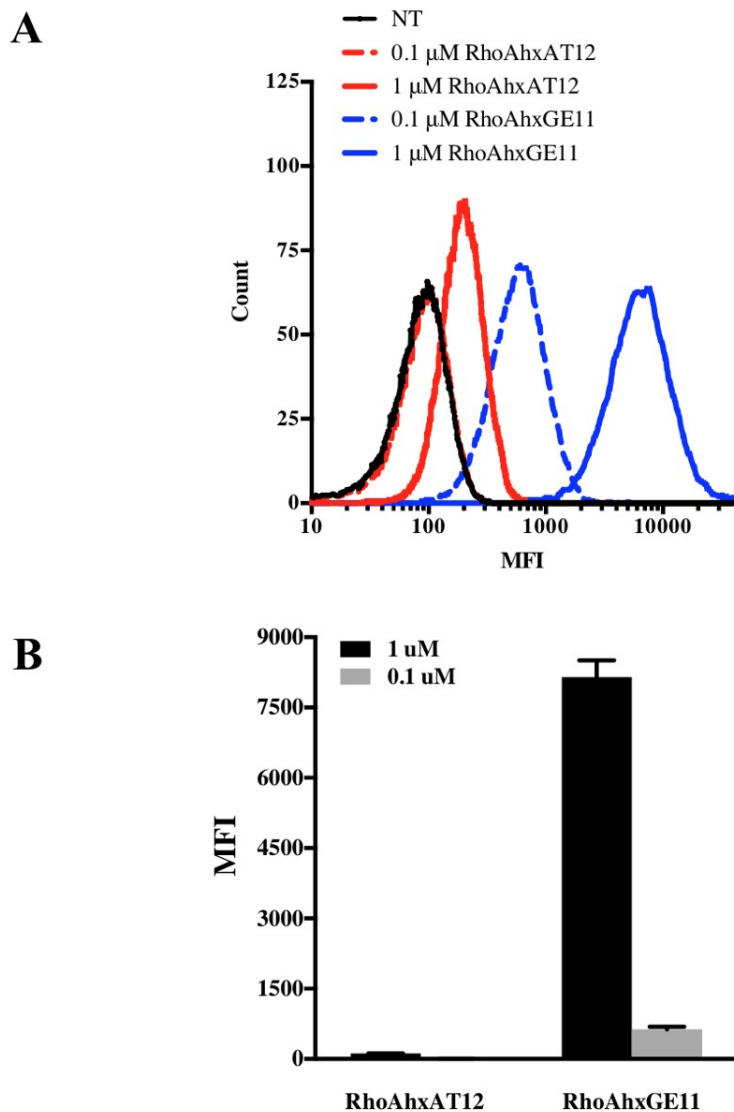 A
NT
0.1 μM RhoAhxAT12
1 μM RhoAhxAT12
0.1 μM RhoAhxGE11
1 μM RhoAhxGE11
125
100
75
50
25
0
Count
10 100 1000 10000
MFI
B
1 uM
0.1 uM
9000
7500
6000
4500
3000
1500
0
MFI
RhoAhxAT12 RhoAhxGE11